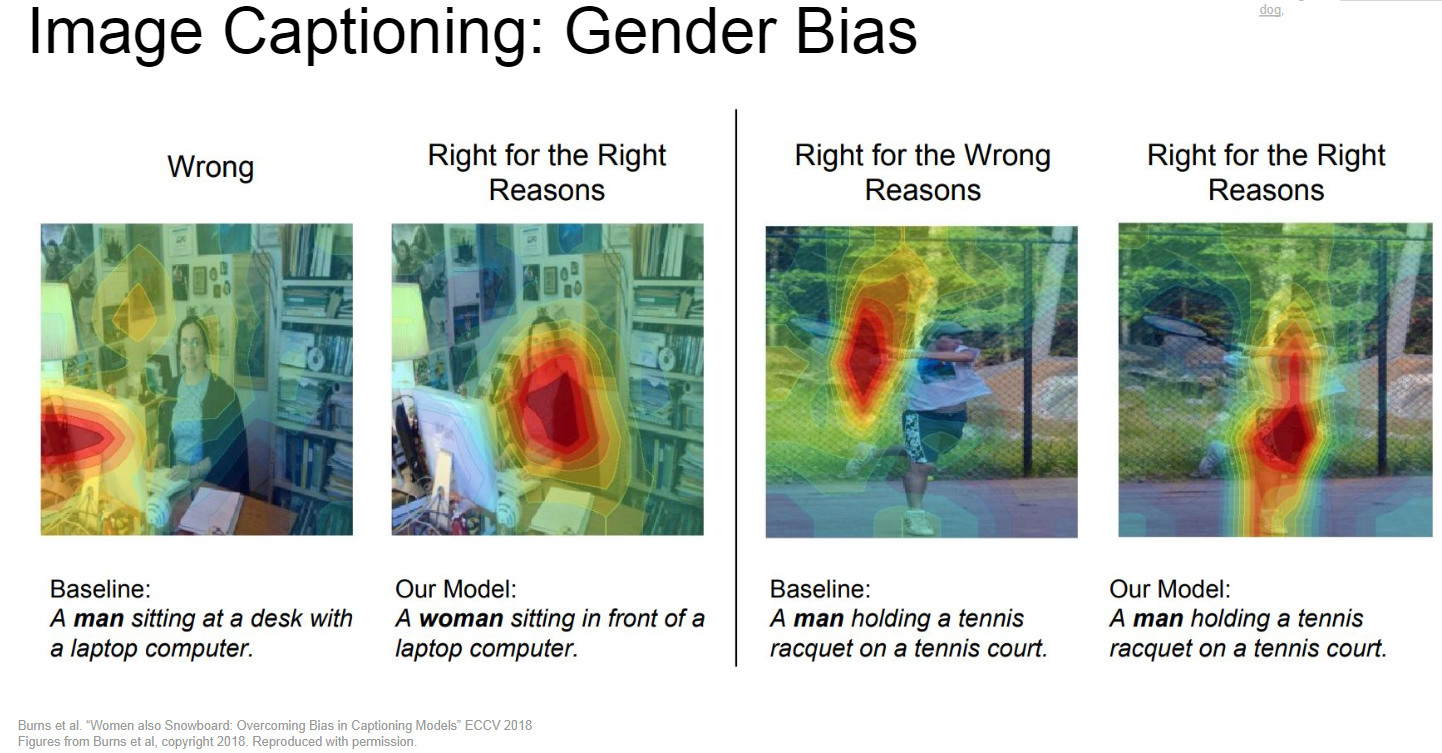 dog,
Image Captioning: Gender Bias
Wrong
Right for the Right
Reasons
Right for the Wrong
Reasons
Right for the Right
Reasons
Baseline:
A man sitting at a desk with
a laptop computer.
Our Model:
A woman sitting in front of a
laptop computer.
Baseline:
A man holding a tennis
racquet on a tennis court.
Our Model:
A man holding a tennis
racquet on a tennis court.
Burns et al. “Women also Snowboard: Overcoming Bias in Captioning Models” ECCV 2018
Figures from Burns et al, copyright 2018. Reproduced with permission.